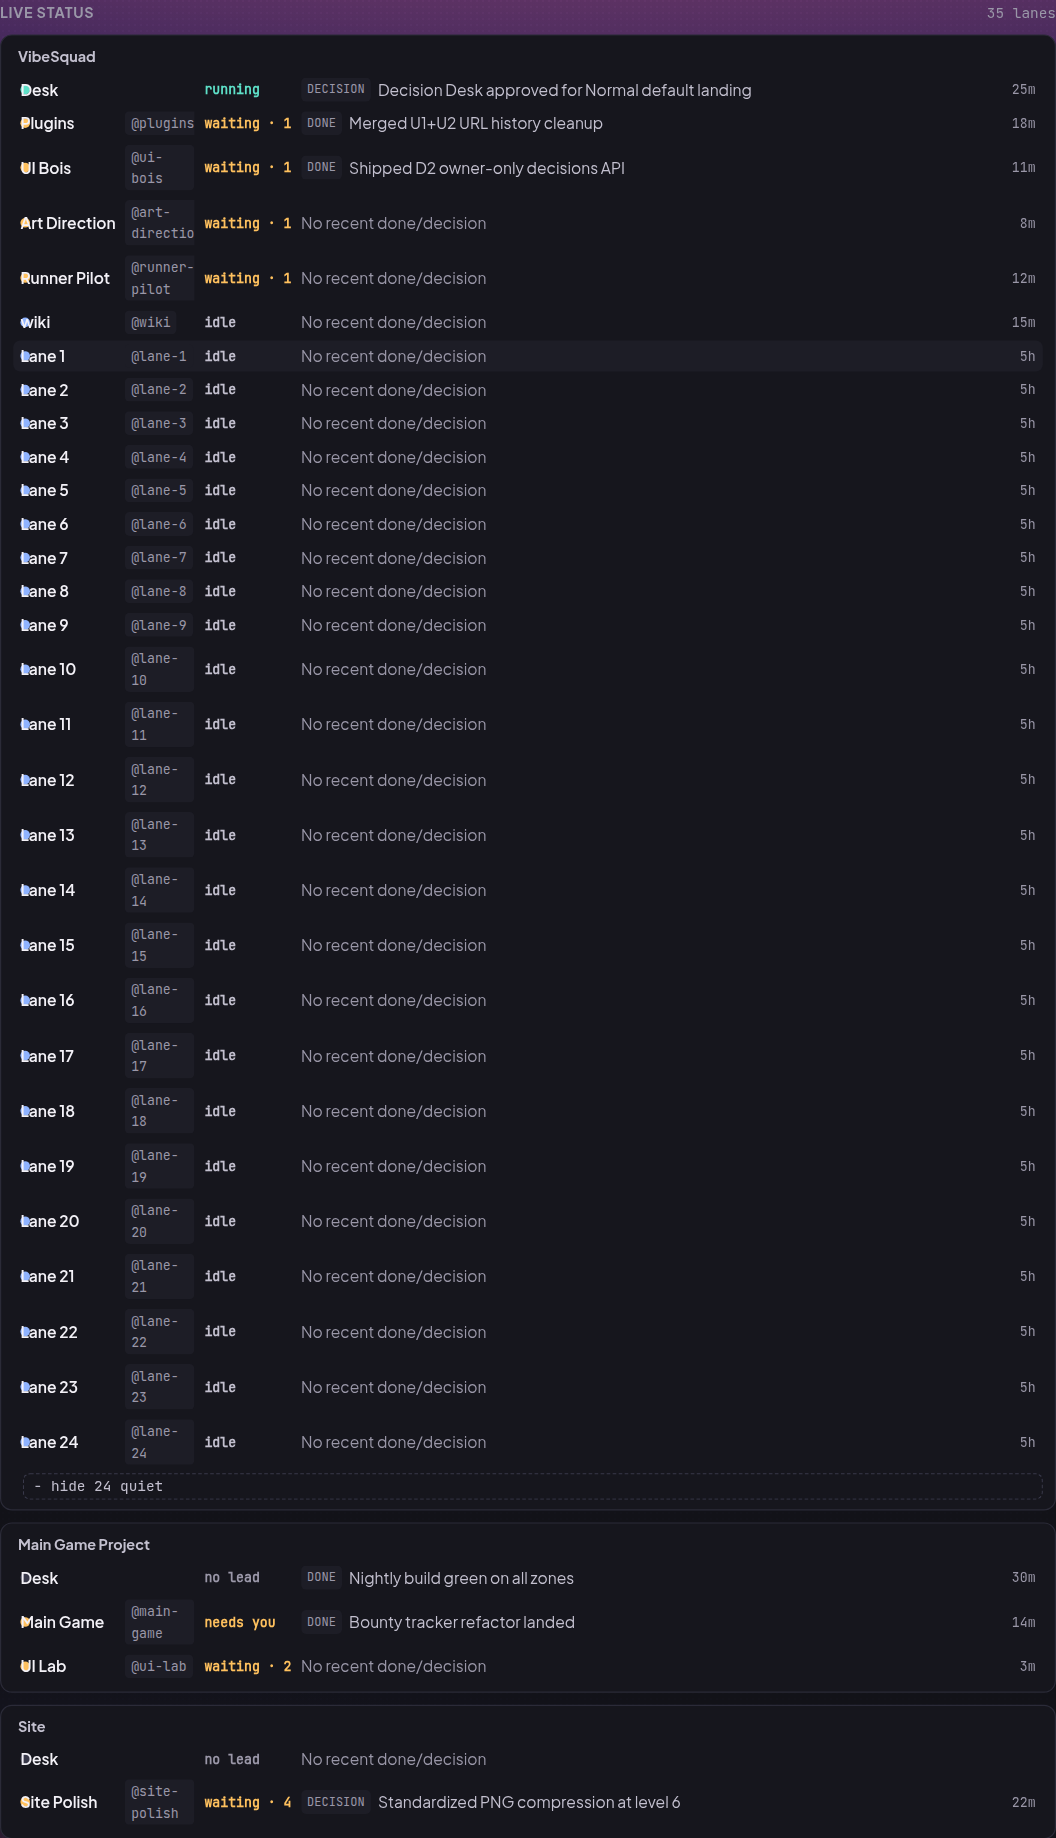 LIVE STATUS 35 lanes
VibeSquad
Desk running DECISION Decision Desk approved for Normal default landing 25m
Plugins @plugins waiting · 1 DONE Merged U1+U2 URL history cleanup 18m
UI Bois @ui-bois waiting · 1 DONE Shipped D2 owner-only decisions API 11m
Art Direction @art-directio waiting · 1 No recent done/decision 8m
Runner Pilot @runner-pilot waiting · 1 No recent done/decision 12m
wiki @wiki idle No recent done/decision 15m
Lane 1 @lane-1 idle No recent done/decision 5h
Lane 2 @lane-2 idle No recent done/decision 5h
Lane 3 @lane-3 idle No recent done/decision 5h
Lane 4 @lane-4 idle No recent done/decision 5h
Lane 5 @lane-5 idle No recent done/decision 5h
Lane 6 @lane-6 idle No recent done/decision 5h
Lane 7 @lane-7 idle No recent done/decision 5h
Lane 8 @lane-8 idle No recent done/decision 5h
Lane 9 @lane-9 idle No recent done/decision 5h
Lane 10 @lane-10 idle No recent done/decision 5h
Lane 11 @lane-11 idle No recent done/decision 5h
Lane 12 @lane-12 idle No recent done/decision 5h
Lane 13 @lane-13 idle No recent done/decision 5h
Lane 14 @lane-14 idle No recent done/decision 5h
Lane 15 @lane-15 idle No recent done/decision 5h
Lane 16 @lane-16 idle No recent done/decision 5h
Lane 17 @lane-17 idle No recent done/decision 5h
Lane 18 @lane-18 idle No recent done/decision 5h
Lane 19 @lane-19 idle No recent done/decision 5h
Lane 20 @lane-20 idle No recent done/decision 5h
Lane 21 @lane-21 idle No recent done/decision 5h
Lane 22 @lane-22 idle No recent done/decision 5h
Lane 23 @lane-23 idle No recent done/decision 5h
Lane 24 @lane-24 idle No recent done/decision 5h
- hide 24 quiet
Main Game Project
Desk no lead DONE Nightly build green on all zones 30m
Main Game @main-game needs you DONE Bounty tracker refactor landed 14m
UI Lab @ui-lab waiting · 2 No recent done/decision 3m
Site
Desk no lead No recent done/decision
Site Polish @site-polish waiting · 4 DECISION Standardized PNG compression at level 6 22m